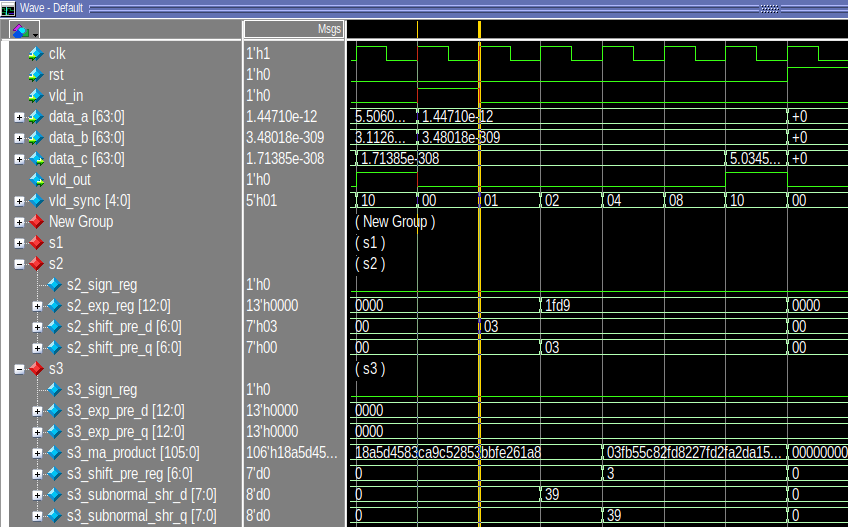 Wave - Default
Msgs
clk 1'h1
rst 1'h0
vld_in 1'h0
data_a [63:0] 1.44710e-12 5.5060... 1.44710e-12 +0
data_b [63:0] 3.48018e-309 3.1126... 3.48018e-309 +0
data_c [63:0] 1.71385e-308 1.71385e-308 5.0345... +0
vld_out 1'h0
vld_sync [4:0] 5'h01 10 00 01 02 04 08 10 00
New Group ( New Group )
s1 ( s1 )
s2 ( s2 )
s2_sign_reg 1'h0
s2_exp_reg [12:0] 13'h0000 0000 1fd9 0000
s2_shift_pre_d [6:0] 7'h03 00 03 00
s2_shift_pre_q [6:0] 7'h00 00 03 00
s3 ( s3 )
s3_sign_reg 1'h0
s3_exp_pre_d [12:0] 13'h0000 0000
s3_exp_pre_q [12:0] 13'h0000 0000
s3_ma_product [105:0] 106'h18a5d45... 18a5d4583ca9c52853bbfe261a8 03fb55c82fd8227fd2fa2da15... 00000000
s3_shift_pre_reg [6:0] 7'd0 0 3 0
s3_subnormal_shr_d [7:0] 8'd0 0 39 0
s3_subnormal_shr_q [7:0] 8'd0 0 39 0